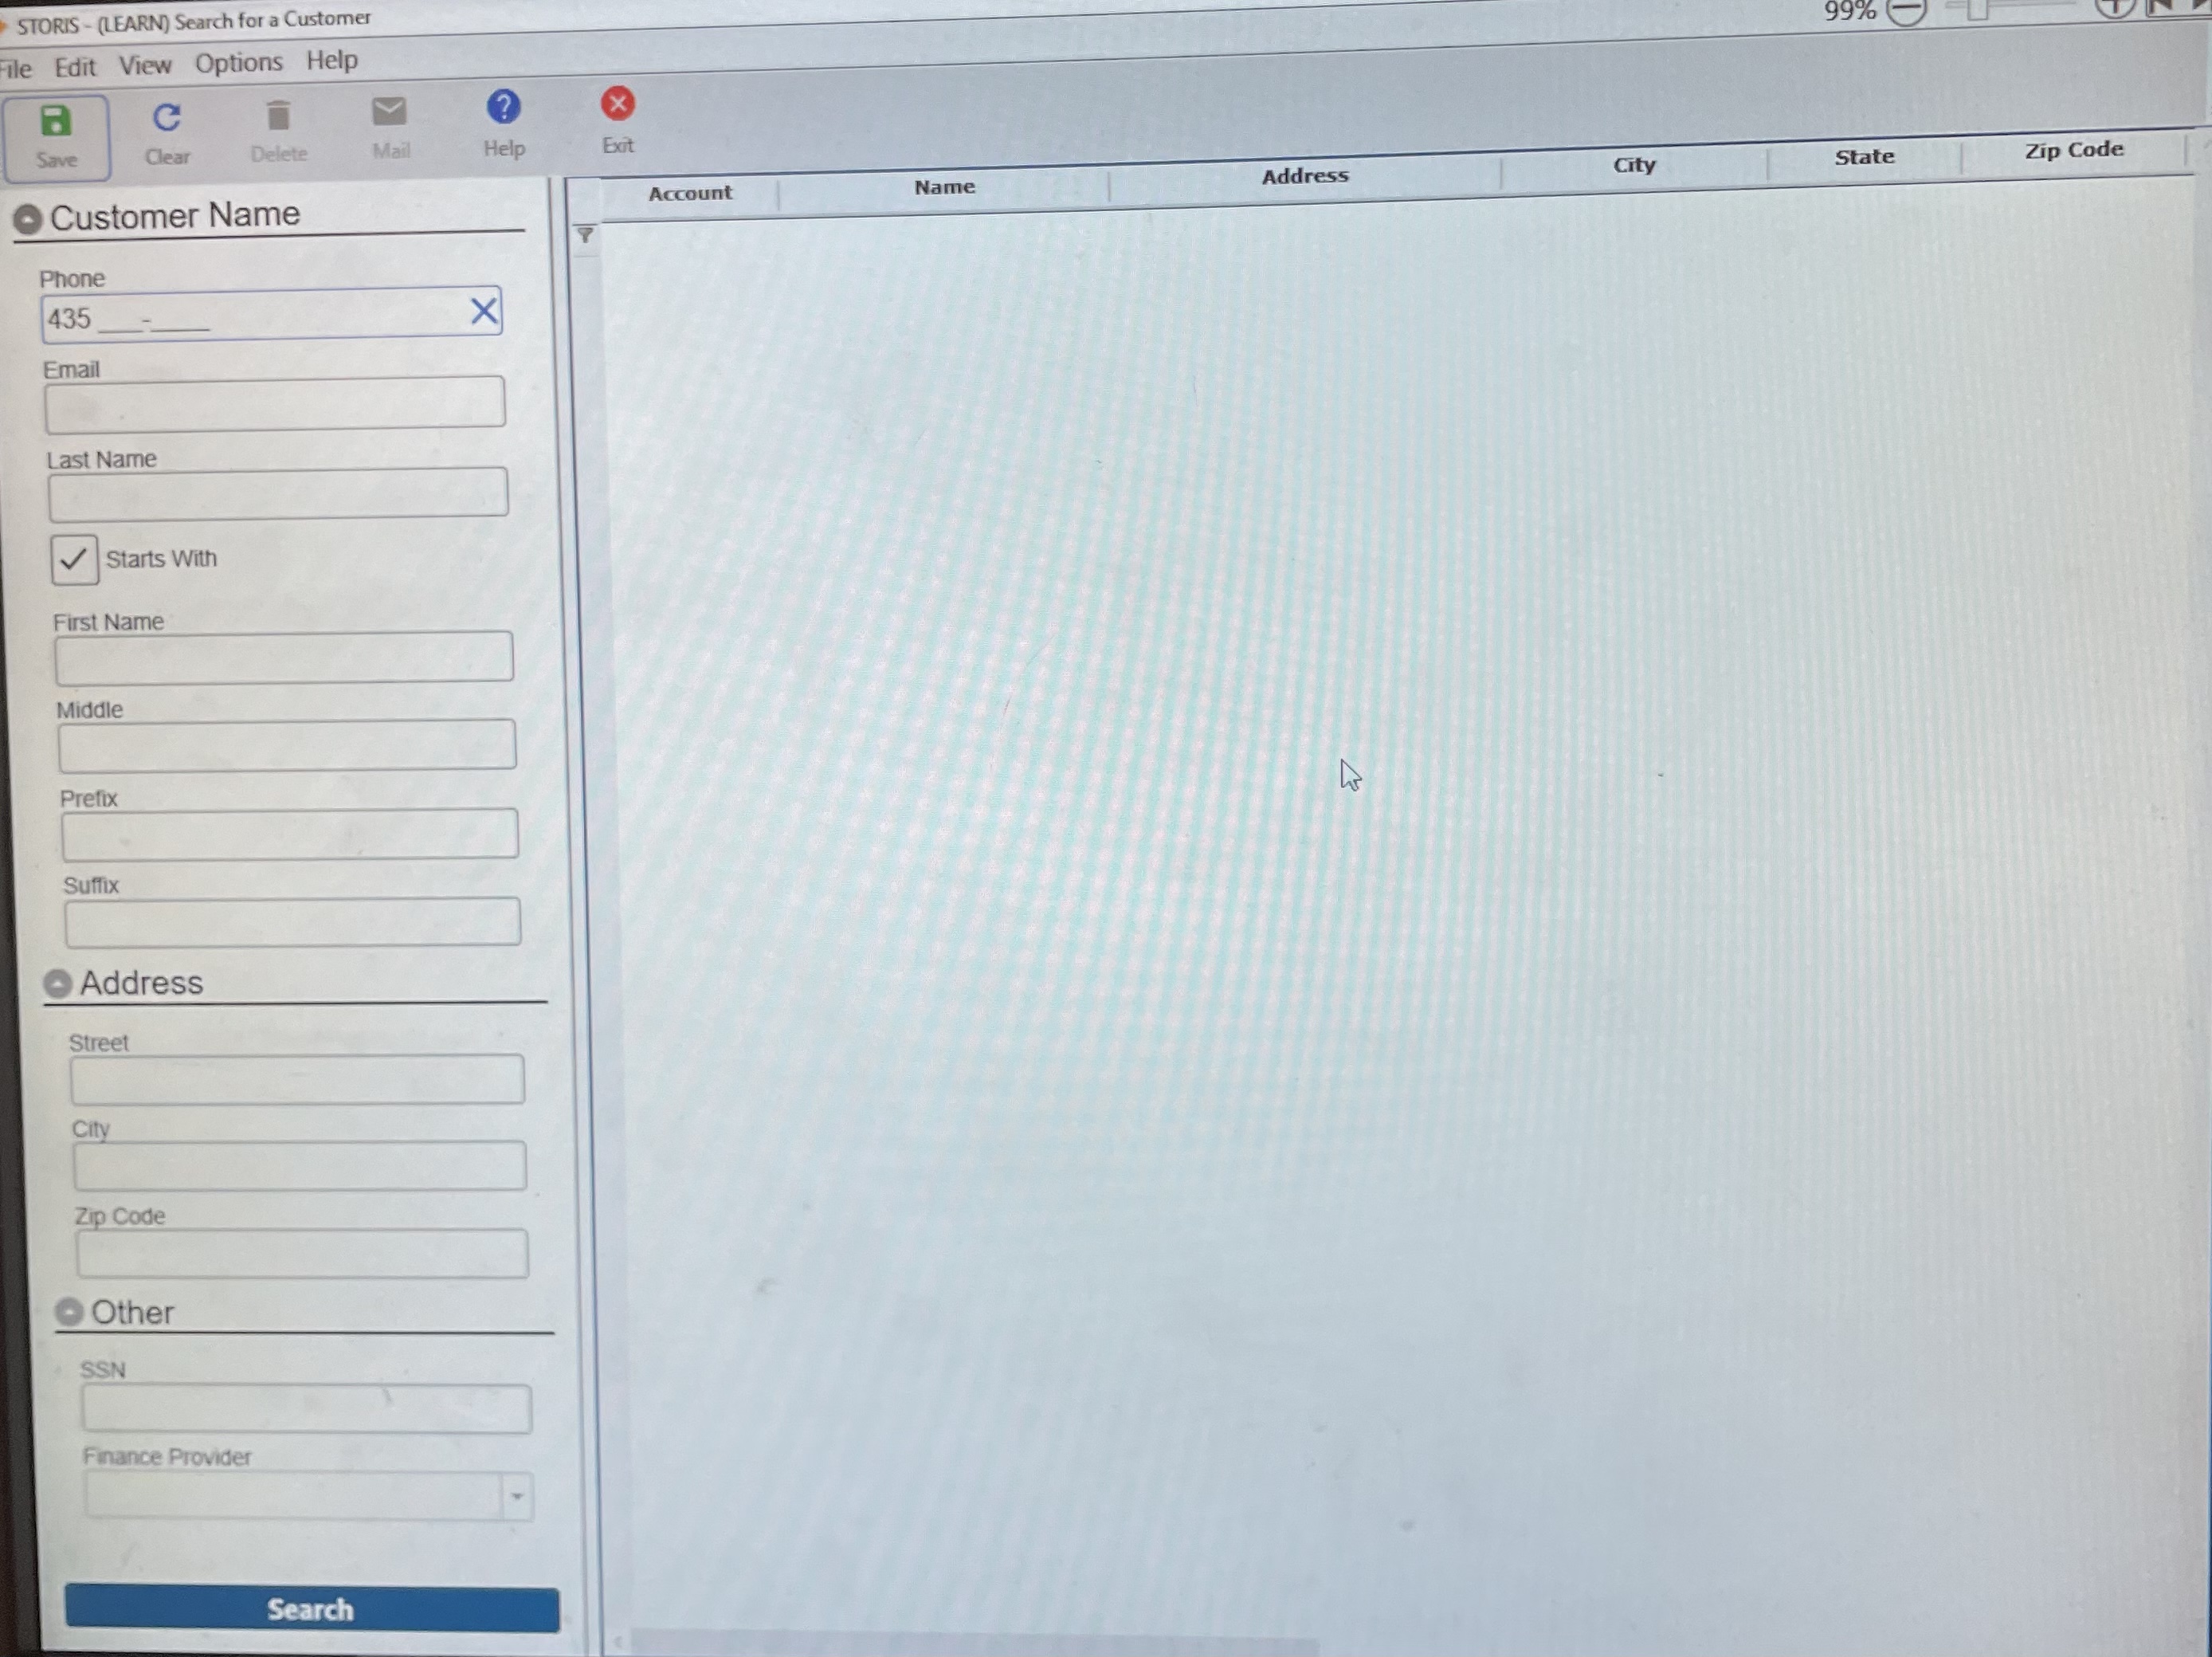 STORIS - (LEARN) Search for a Customer
99%
File Edit View Options Help
Save Clear Delete Mail Help Exit
Customer Name
Phone
435 ___-____
Email
Last Name
Starts With
First Name
Middle
Prefix
Suffix
Address
Street
City
Zip Code
Other
SSN
Finance Provider
Search
Account Name Address City State Zip Code